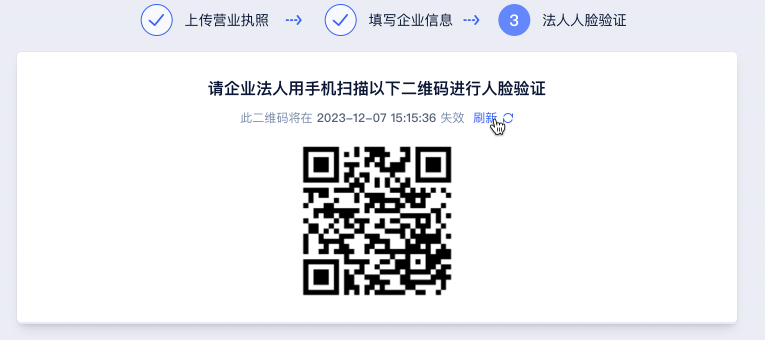 上传营业执照 填写企业信息 3 法人人脸验证
请企业法人用手机扫描以下二维码进行人脸验证
此二维码将在 2023-12-07 15:15:36 失效 刷新